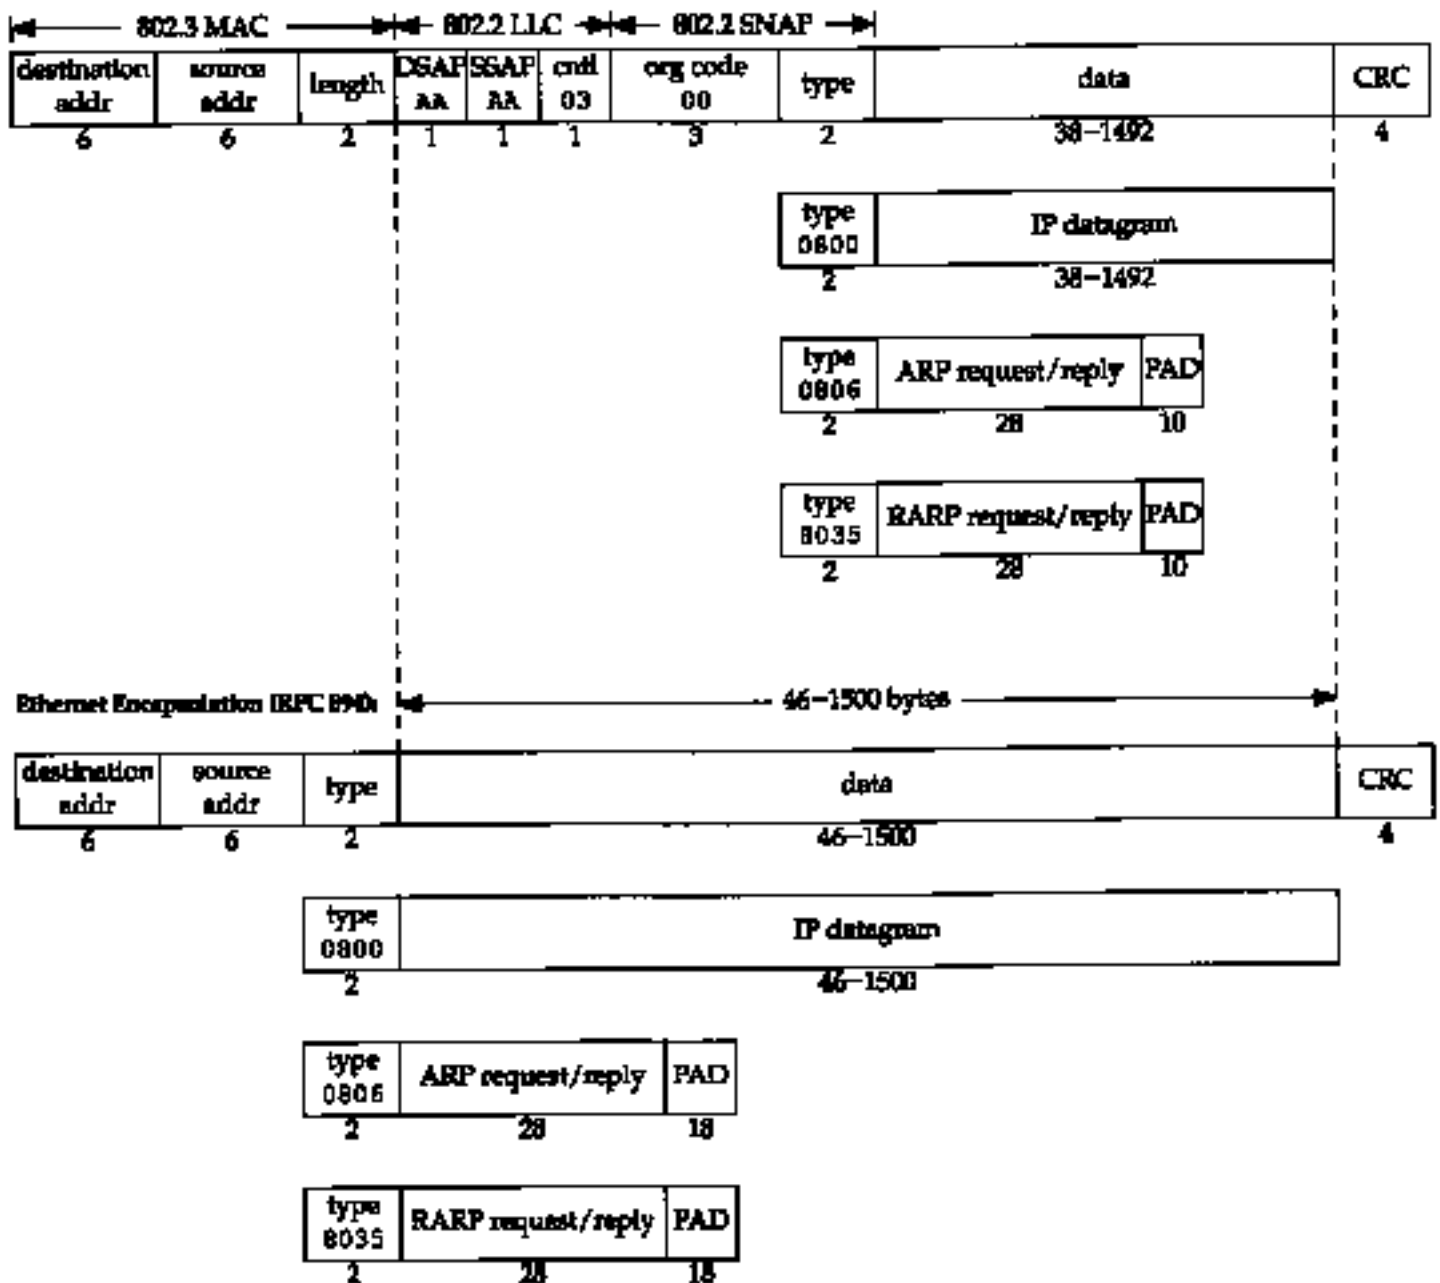 802.3 MAC 802.2 LLC 802.2 SNAP
destination addr source addr length DSAP AA SSAP AA cntl 03 org code 00 type data CRC
6 6 2 1 1 1 3 2 38-1492 4
type 0800 IP datagram
2 38-1492
type 0806 ARP request/reply PAD
2 28 10
type 8035 RARP request/reply PAD
2 28 10
Ethernet Encapsulation (RFC 894): 46-1500 bytes
destination addr source addr type data CRC
6 6 2 46-1500 4
type 0800 IP datagram
2 46-1500
type 0806 ARP request/reply PAD
2 28 18
type 8035 RARP request/reply PAD
2 28 18